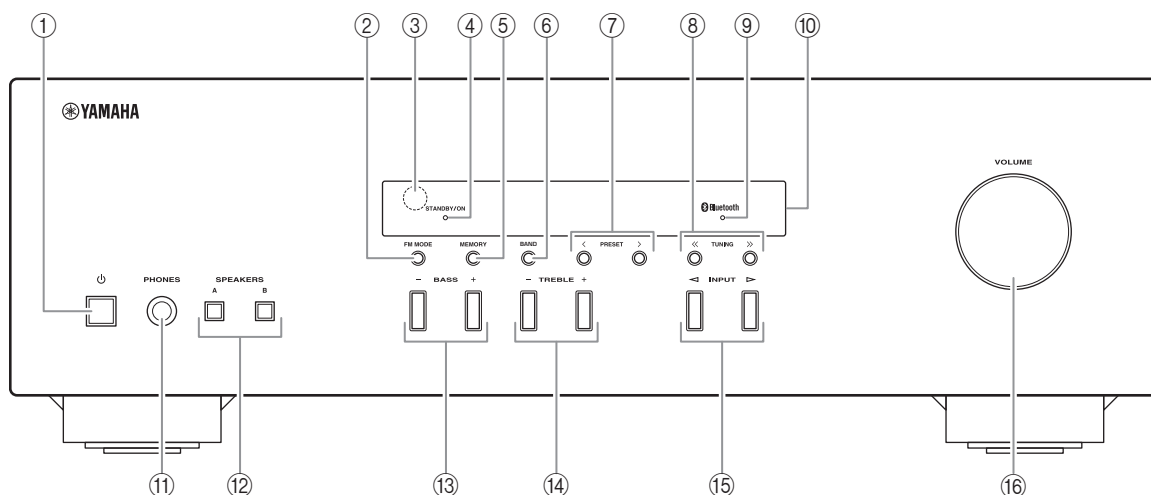 ① ② ③ ④ ⑤ ⑥ ⑦ ⑧ ⑨ ⑩
YAMAHA
VOLUME
STANDBY/ON
Bluetooth
FM MODE MEMORY BAND < PRESET > << TUNING >>
PHONES SPEAKERS − BASS + − TREBLE + ◁ INPUT ▷
A B
⑪ ⑫ ⑬ ⑭ ⑮ ⑯